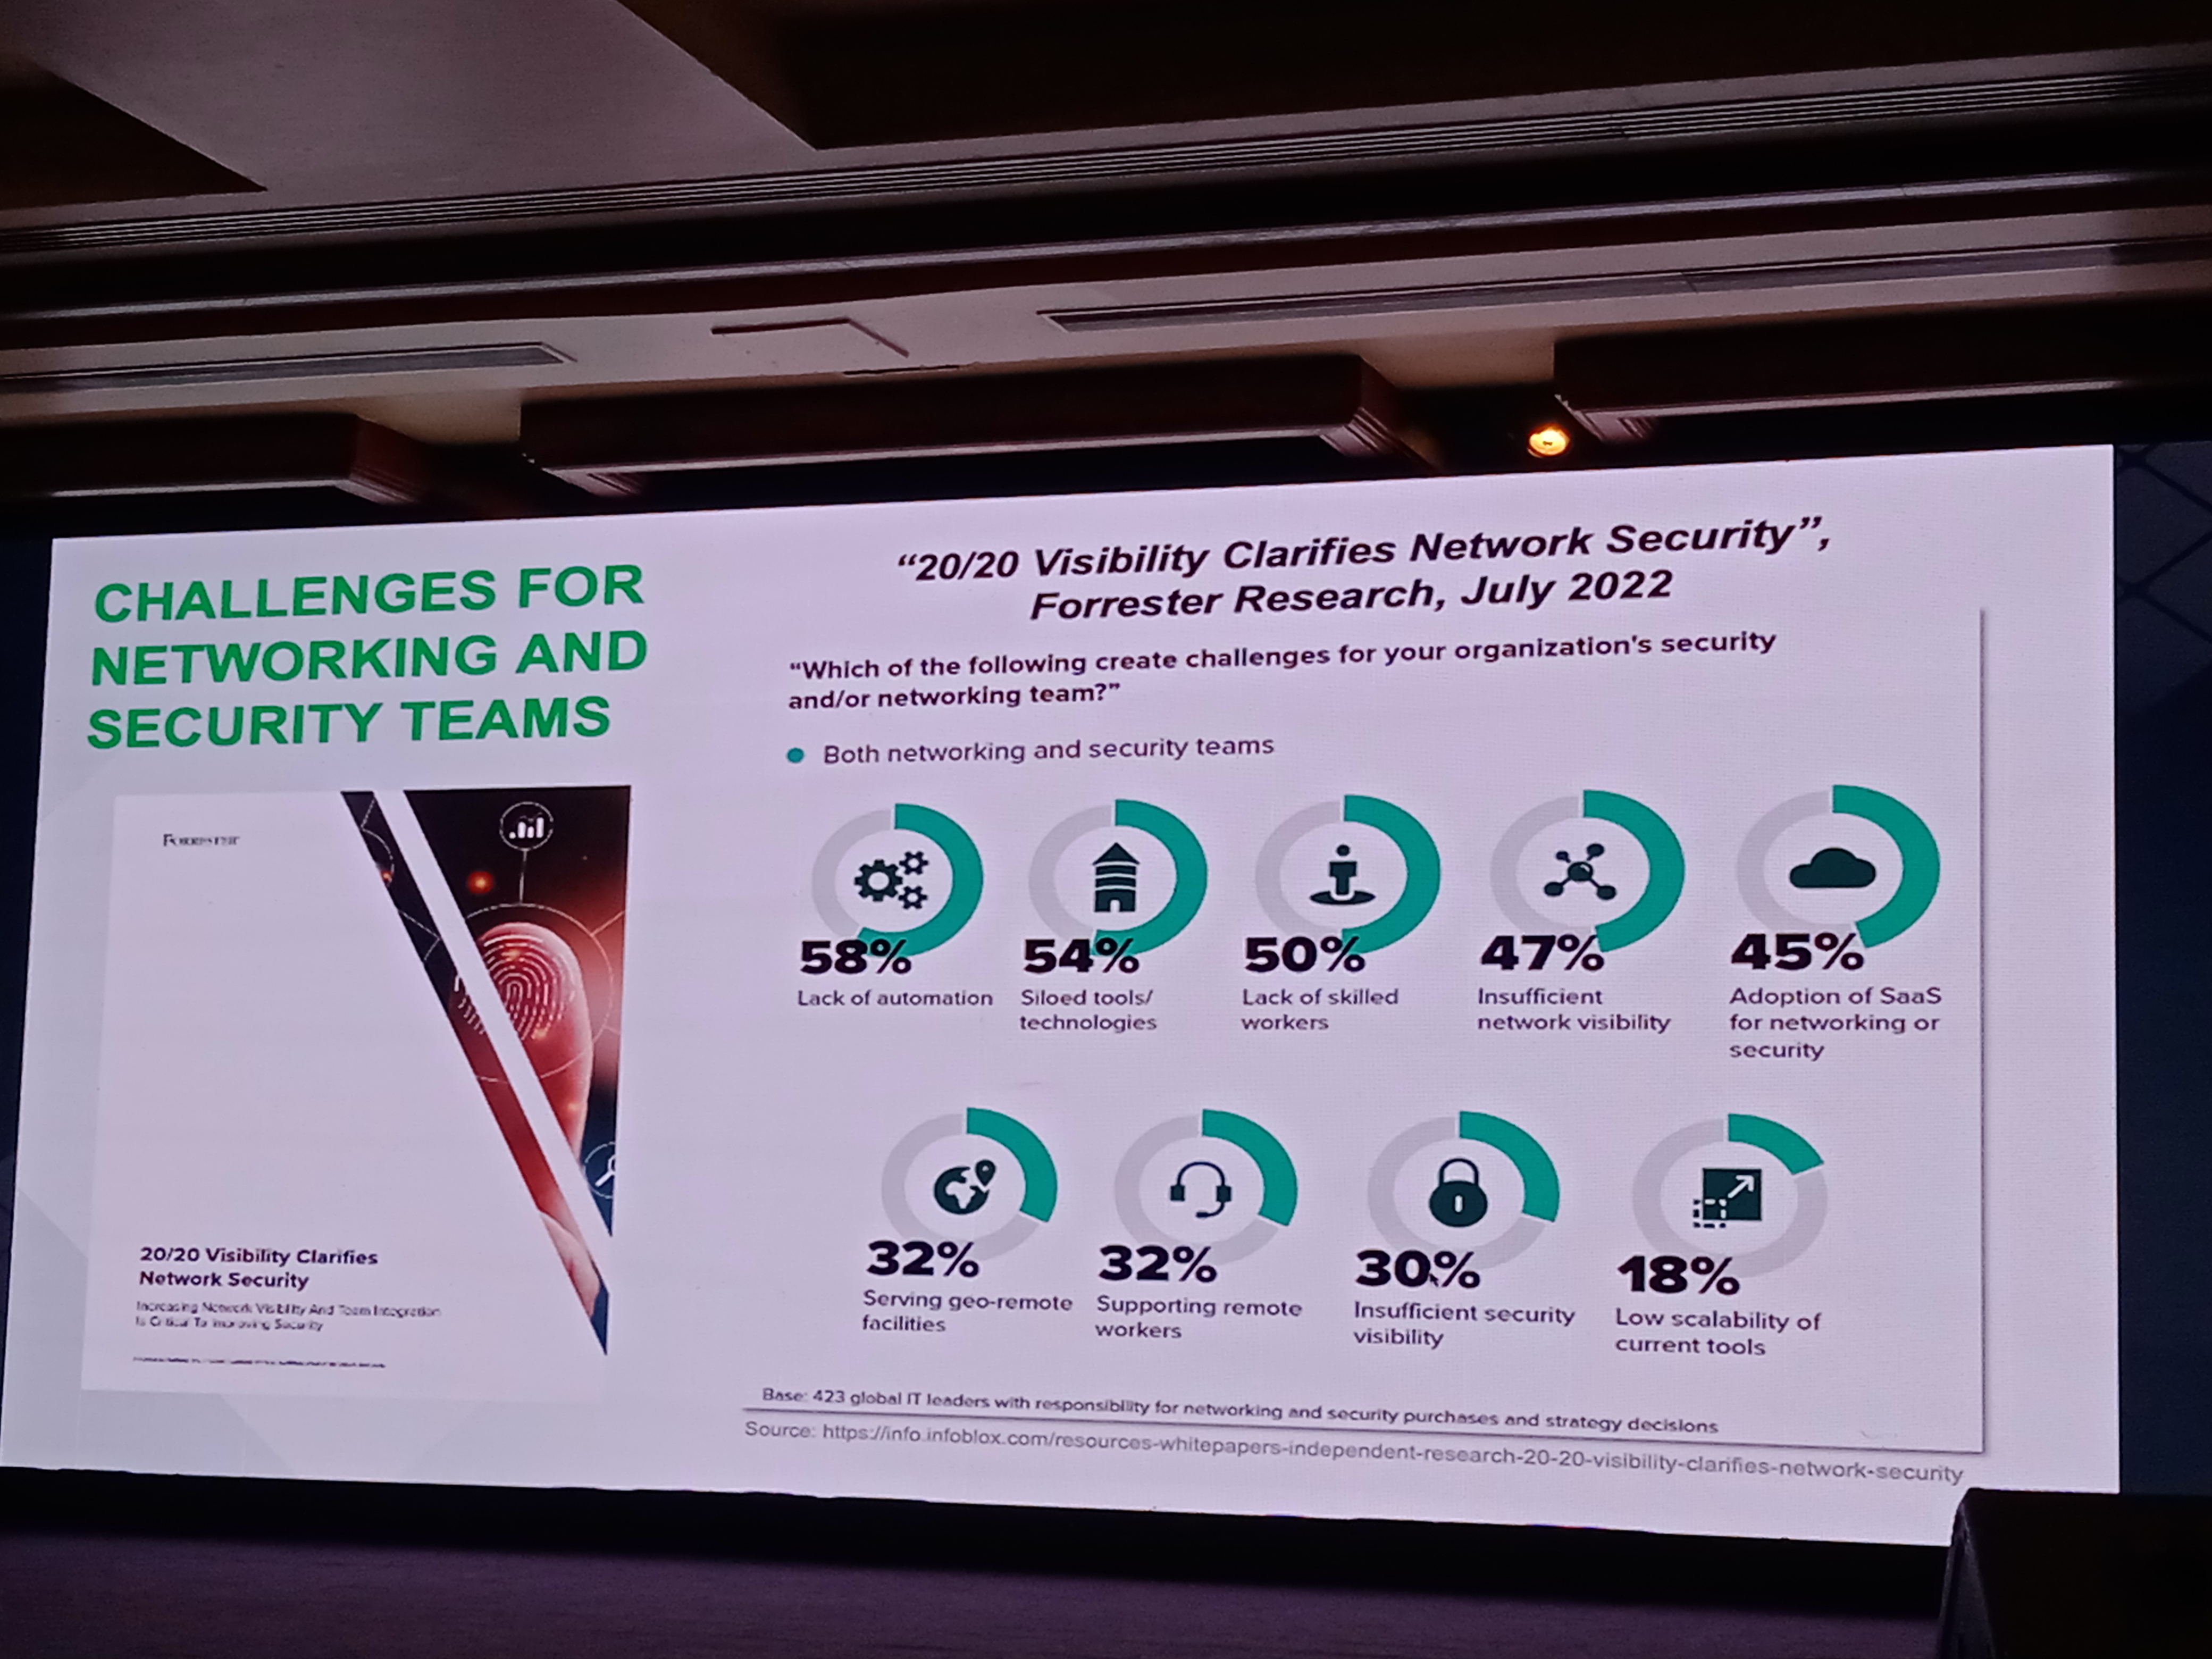 CHALLENGES FOR
NETWORKING AND
SECURITY TEAMS
FORRESTER
20/20 Visibility Clarifies
Network Security
Increasing Network Visibility And Team Integration
Is Critical To Improving Security
“20/20 Visibility Clarifies Network Security”,
Forrester Research, July 2022
“Which of the following create challenges for your organization's security
and/or networking team?”
Both networking and security teams
58%
Lack of automation
54%
Siloed tools/
technologies
50%
Lack of skilled
workers
47%
Insufficient
network visibility
45%
Adoption of SaaS
for networking or
security
32%
Serving geo-remote
facilities
32%
Supporting remote
workers
30%
Insufficient security
visibility
18%
Low scalability of
current tools
Base: 423 global IT leaders with responsibility for networking and security purchases and strategy decisions
Source: https://info.infoblox.com/resources-whitepapers-independent-research-20-20-visibility-clarifies-network-security